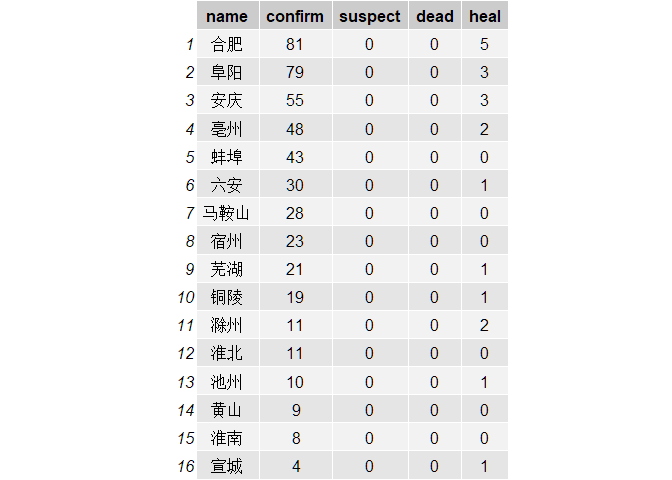 name confirm suspect dead heal
1 合肥 81 0 0 5
2 阜阳 79 0 0 3
3 安庆 55 0 0 3
4 亳州 48 0 0 2
5 蚌埠 43 0 0 0
6 六安 30 0 0 1
7 马鞍山 28 0 0 0
8 宿州 23 0 0 0
9 芜湖 21 0 0 1
10 铜陵 19 0 0 1
11 滁州 11 0 0 2
12 淮北 11 0 0 0
13 池州 10 0 0 1
14 黄山 9 0 0 0
15 淮南 8 0 0 0
16 宣城 4 0 0 1